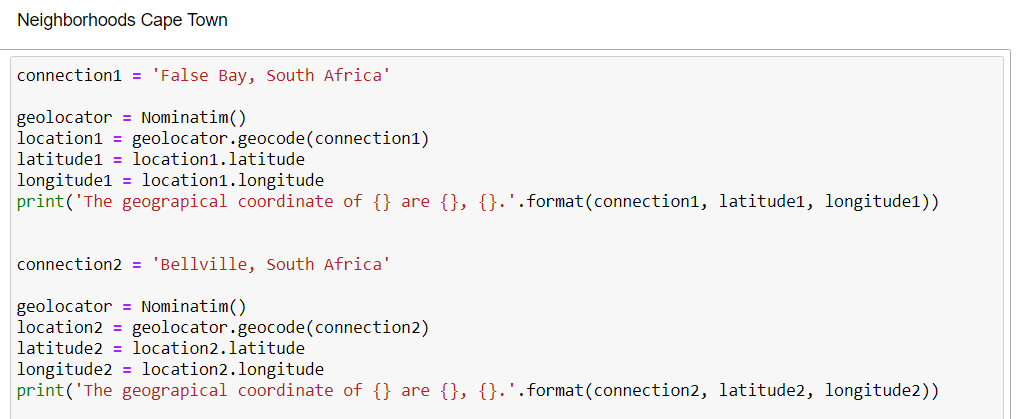 Neighborhoods Cape Town
connection1 = 'False Bay, South Africa'
geolocator = Nominatim()
location1 = geolocator.geocode(connection1)
latitude1 = location1.latitude
longitude1 = location1.longitude
print('The geograpical coordinate of {} are {}, {}.'.format(connection1, latitude1, longitude1))
connection2 = 'Bellville, South Africa'
geolocator = Nominatim()
location2 = geolocator.geocode(connection2)
latitude2 = location2.latitude
longitude2 = location2.longitude
print('The geograpical coordinate of {} are {}, {}.'.format(connection2, latitude2, longitude2))